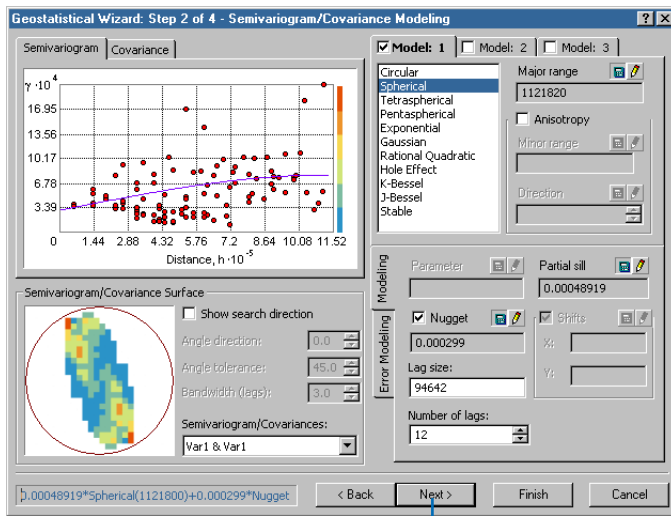 Geostatistical Wizard: Step 2 of 4 - Semivariogram/Covariance Modeling
Semivariogram
Covariance
γ·10⁴
16.95
13.56
10.17
6.78
3.39
0
1.44 2.88 4.32 5.76 7.2 8.64 10.08 11.52
Distance, h·10⁻⁵
Semivariogram/Covariance Surface
Show search direction
Angle direction: 0.0
Angle tolerance: 45.0
Bandwidth (lags): 3.0
Semivariogram/Covariances:
Var1 & Var1
Model: 1
Model: 2
Model: 3
Circular
Spherical
Tetraspherical
Pentaspherical
Exponential
Gaussian
Rational Quadratic
Hole Effect
K-Bessel
J-Bessel
Stable
Major range
1121820
Anisotropy
Minor range
Direction
Modeling
Error Modeling
Parameter
Partial sill
0.00048919
Nugget
0.000299
Shifts
X:
Y:
Lag size:
94642
Number of lags:
12
0.00048919*Spherical(1121800)+0.000299*Nugget
< Back
Next >
Finish
Cancel